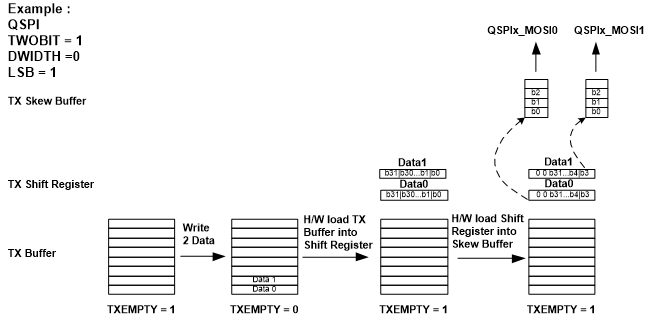 Example :
QSPI
TWOBIT = 1
DWIDTH =0
LSB = 1
QSPIx_MOSI0
QSPIx_MOSI1
TX Skew Buffer
b2
b1
b0
b2
b1
b0
TX Shift Register
Data1
b31|b30...b1|b0
Data0
b31|b30...b1|b0
Data1
0 0 b31...b4|b3
Data0
0 0 b31...b4|b3
TX Buffer
Write
2 Data
H/W load TX
Buffer into
Shift Register
H/W load Shift
Register into
Skew Buffer
Data 1
Data 0
TXEMPTY = 1
TXEMPTY = 0
TXEMPTY = 1
TXEMPTY = 1